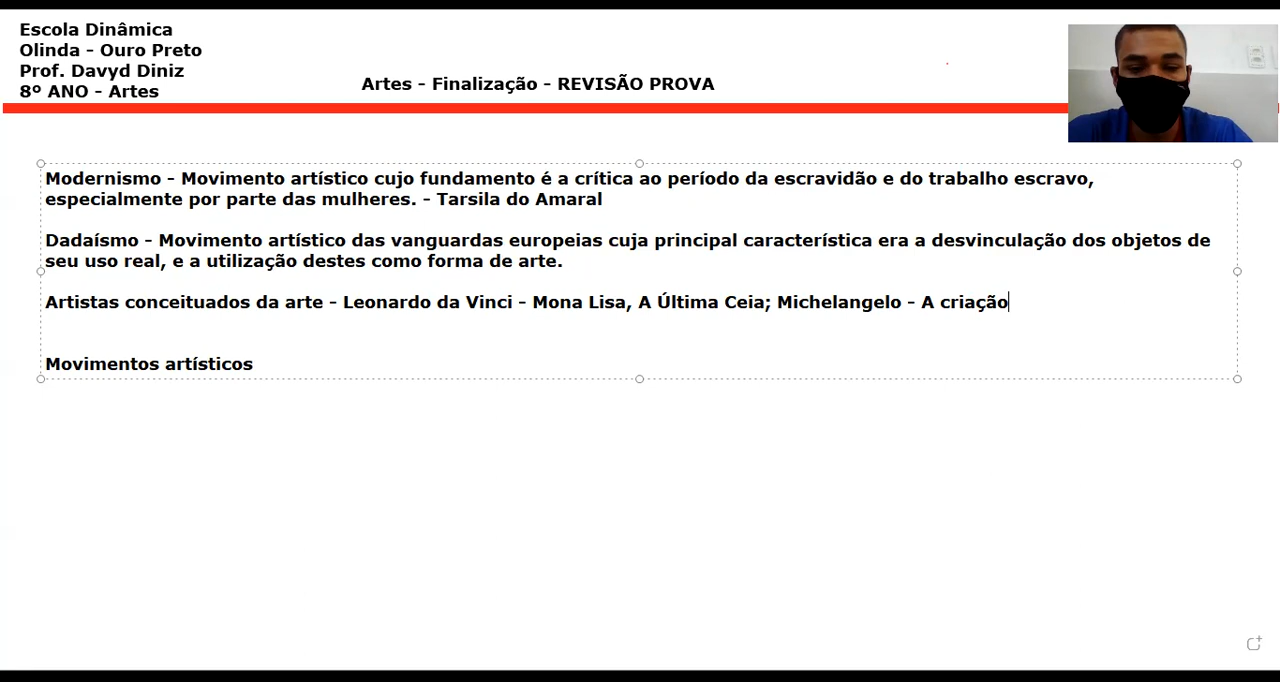 Escola Dinâmica
Olinda - Ouro Preto
Prof. Davyd Diniz
8º ANO - Artes
Artes - Finalização - REVISÃO PROVA
Modernismo - Movimento artístico cujo fundamento é a crítica ao período da escravidão e do trabalho escravo,
especialmente por parte das mulheres. - Tarsila do Amaral
Dadaísmo - Movimento artístico das vanguardas europeias cuja principal característica era a desvinculação dos objetos de
seu uso real, e a utilização destes como forma de arte.
Artistas conceituados da arte - Leonardo da Vinci - Mona Lisa, A Última Ceia; Michelangelo - A criação
Movimentos artísticos